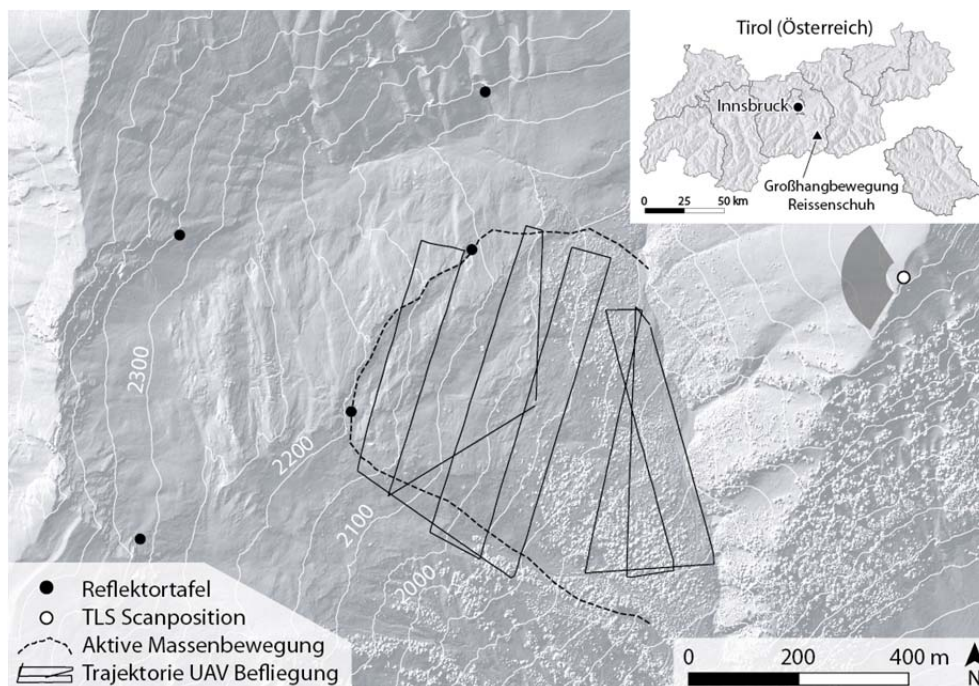 Tirol (Österreich)
Innsbruck
Großhangbewegung
Reissenschuh
0 25 50 km
2300
2200
2100
2000
Reflektortafel
TLS Scanposition
Aktive Massenbewegung
Trajektorie UAV Befliegung
0 200 400 m
N